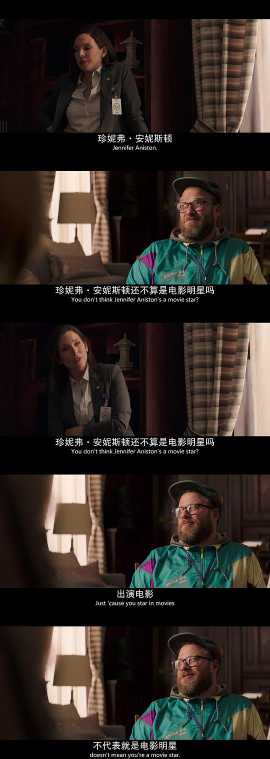 珍妮弗·安妮斯顿
Jennifer Aniston.
珍妮弗·安妮斯顿还不算是电影明星吗
You don't think Jennifer Aniston's a movie star?
珍妮弗·安妮斯顿还不算是电影明星吗
You don't think Jennifer Aniston's a movie star?
出演电影
Just 'cause you star in movies
不代表就是电影明星
doesn't mean you're a movie star.